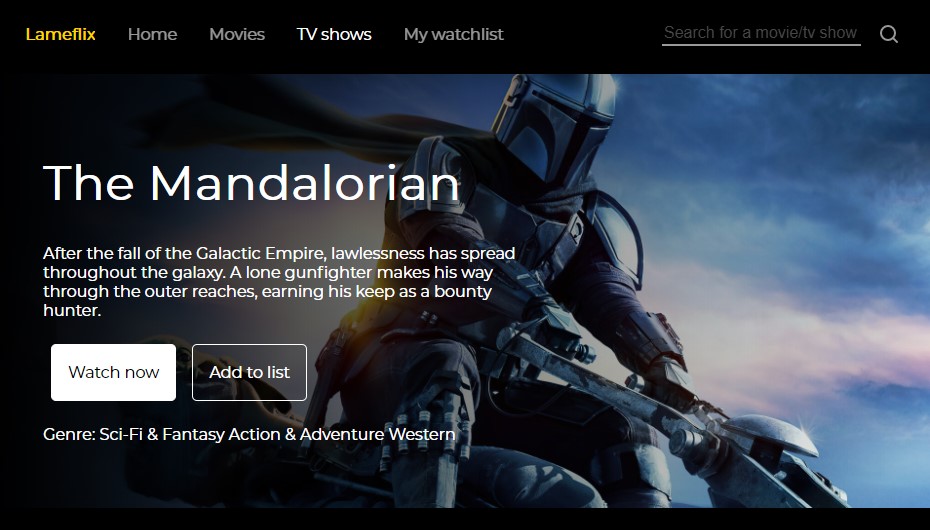 Lameflix Home Movies TV shows My watchlist Search for a movie/tv show
The Mandalorian
After the fall of the Galactic Empire, lawlessness has spread
throughout the galaxy. A lone gunfighter makes his way
through the outer reaches, earning his keep as a bounty
hunter.
Watch now Add to list
Genre: Sci-Fi & Fantasy Action & Adventure Western